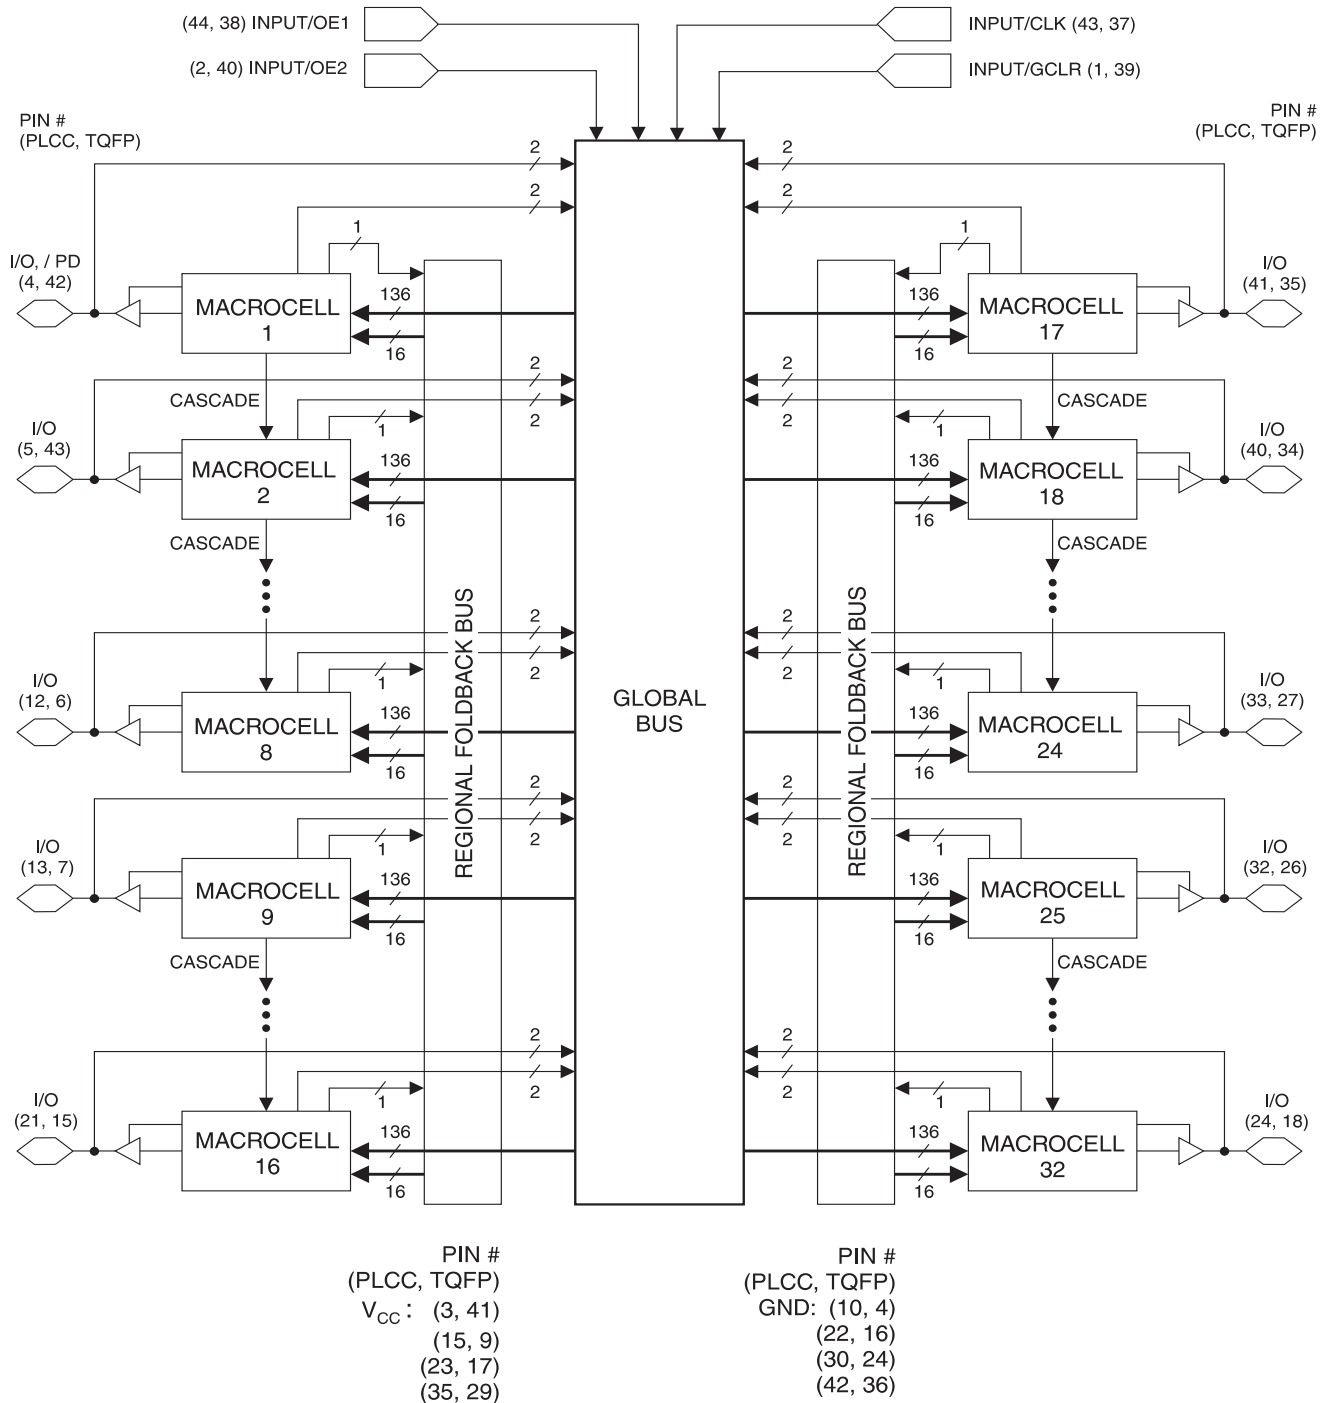 (44, 38) INPUT/OE1
INPUT/CLK (43, 37)
(2, 40) INPUT/OE2
INPUT/GCLR (1, 39)
PIN #
(PLCC, TQFP)
PIN #
(PLCC, TQFP)
2
2
2
2
1
1
I/O, / PD
(4, 42)
MACROCELL
1
136
16
136
16
MACROCELL
17
I/O
(41, 35)
CASCADE
2
2
CASCADE
I/O
(5, 43)
1
2
2
1
I/O
(40, 34)
MACROCELL
2
136
16
136
16
MACROCELL
18
CASCADE
CASCADE
REGIONAL FOLDBACK BUS
GLOBAL
BUS
REGIONAL FOLDBACK BUS
2
2
I/O
(12, 6)
1
2
2
1
I/O
(33, 27)
MACROCELL
8
136
16
136
16
MACROCELL
24
2
2
I/O
(13, 7)
1
2
2
1
I/O
(32, 26)
MACROCELL
9
136
16
136
16
MACROCELL
25
CASCADE
CASCADE
2
2
I/O
(21, 15)
1
2
2
1
I/O
(24, 18)
MACROCELL
16
136
16
136
16
MACROCELL
32
PIN #
(PLCC, TQFP)
VCC : (3, 41)
(15, 9)
(23, 17)
(35, 29)
PIN #
(PLCC, TQFP)
GND: (10, 4)
(22, 16)
(30, 24)
(42, 36)